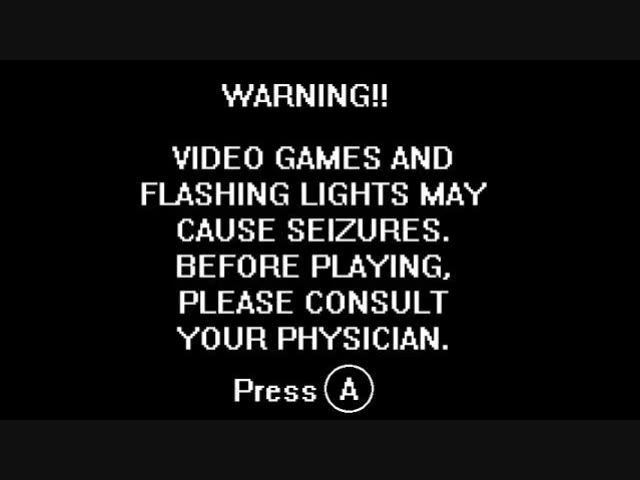 WARNING!!
VIDEO GAMES AND
FLASHING LIGHTS MAY
CAUSE SEIZURES.
BEFORE PLAYING,
PLEASE CONSULT
YOUR PHYSICIAN.
Press A